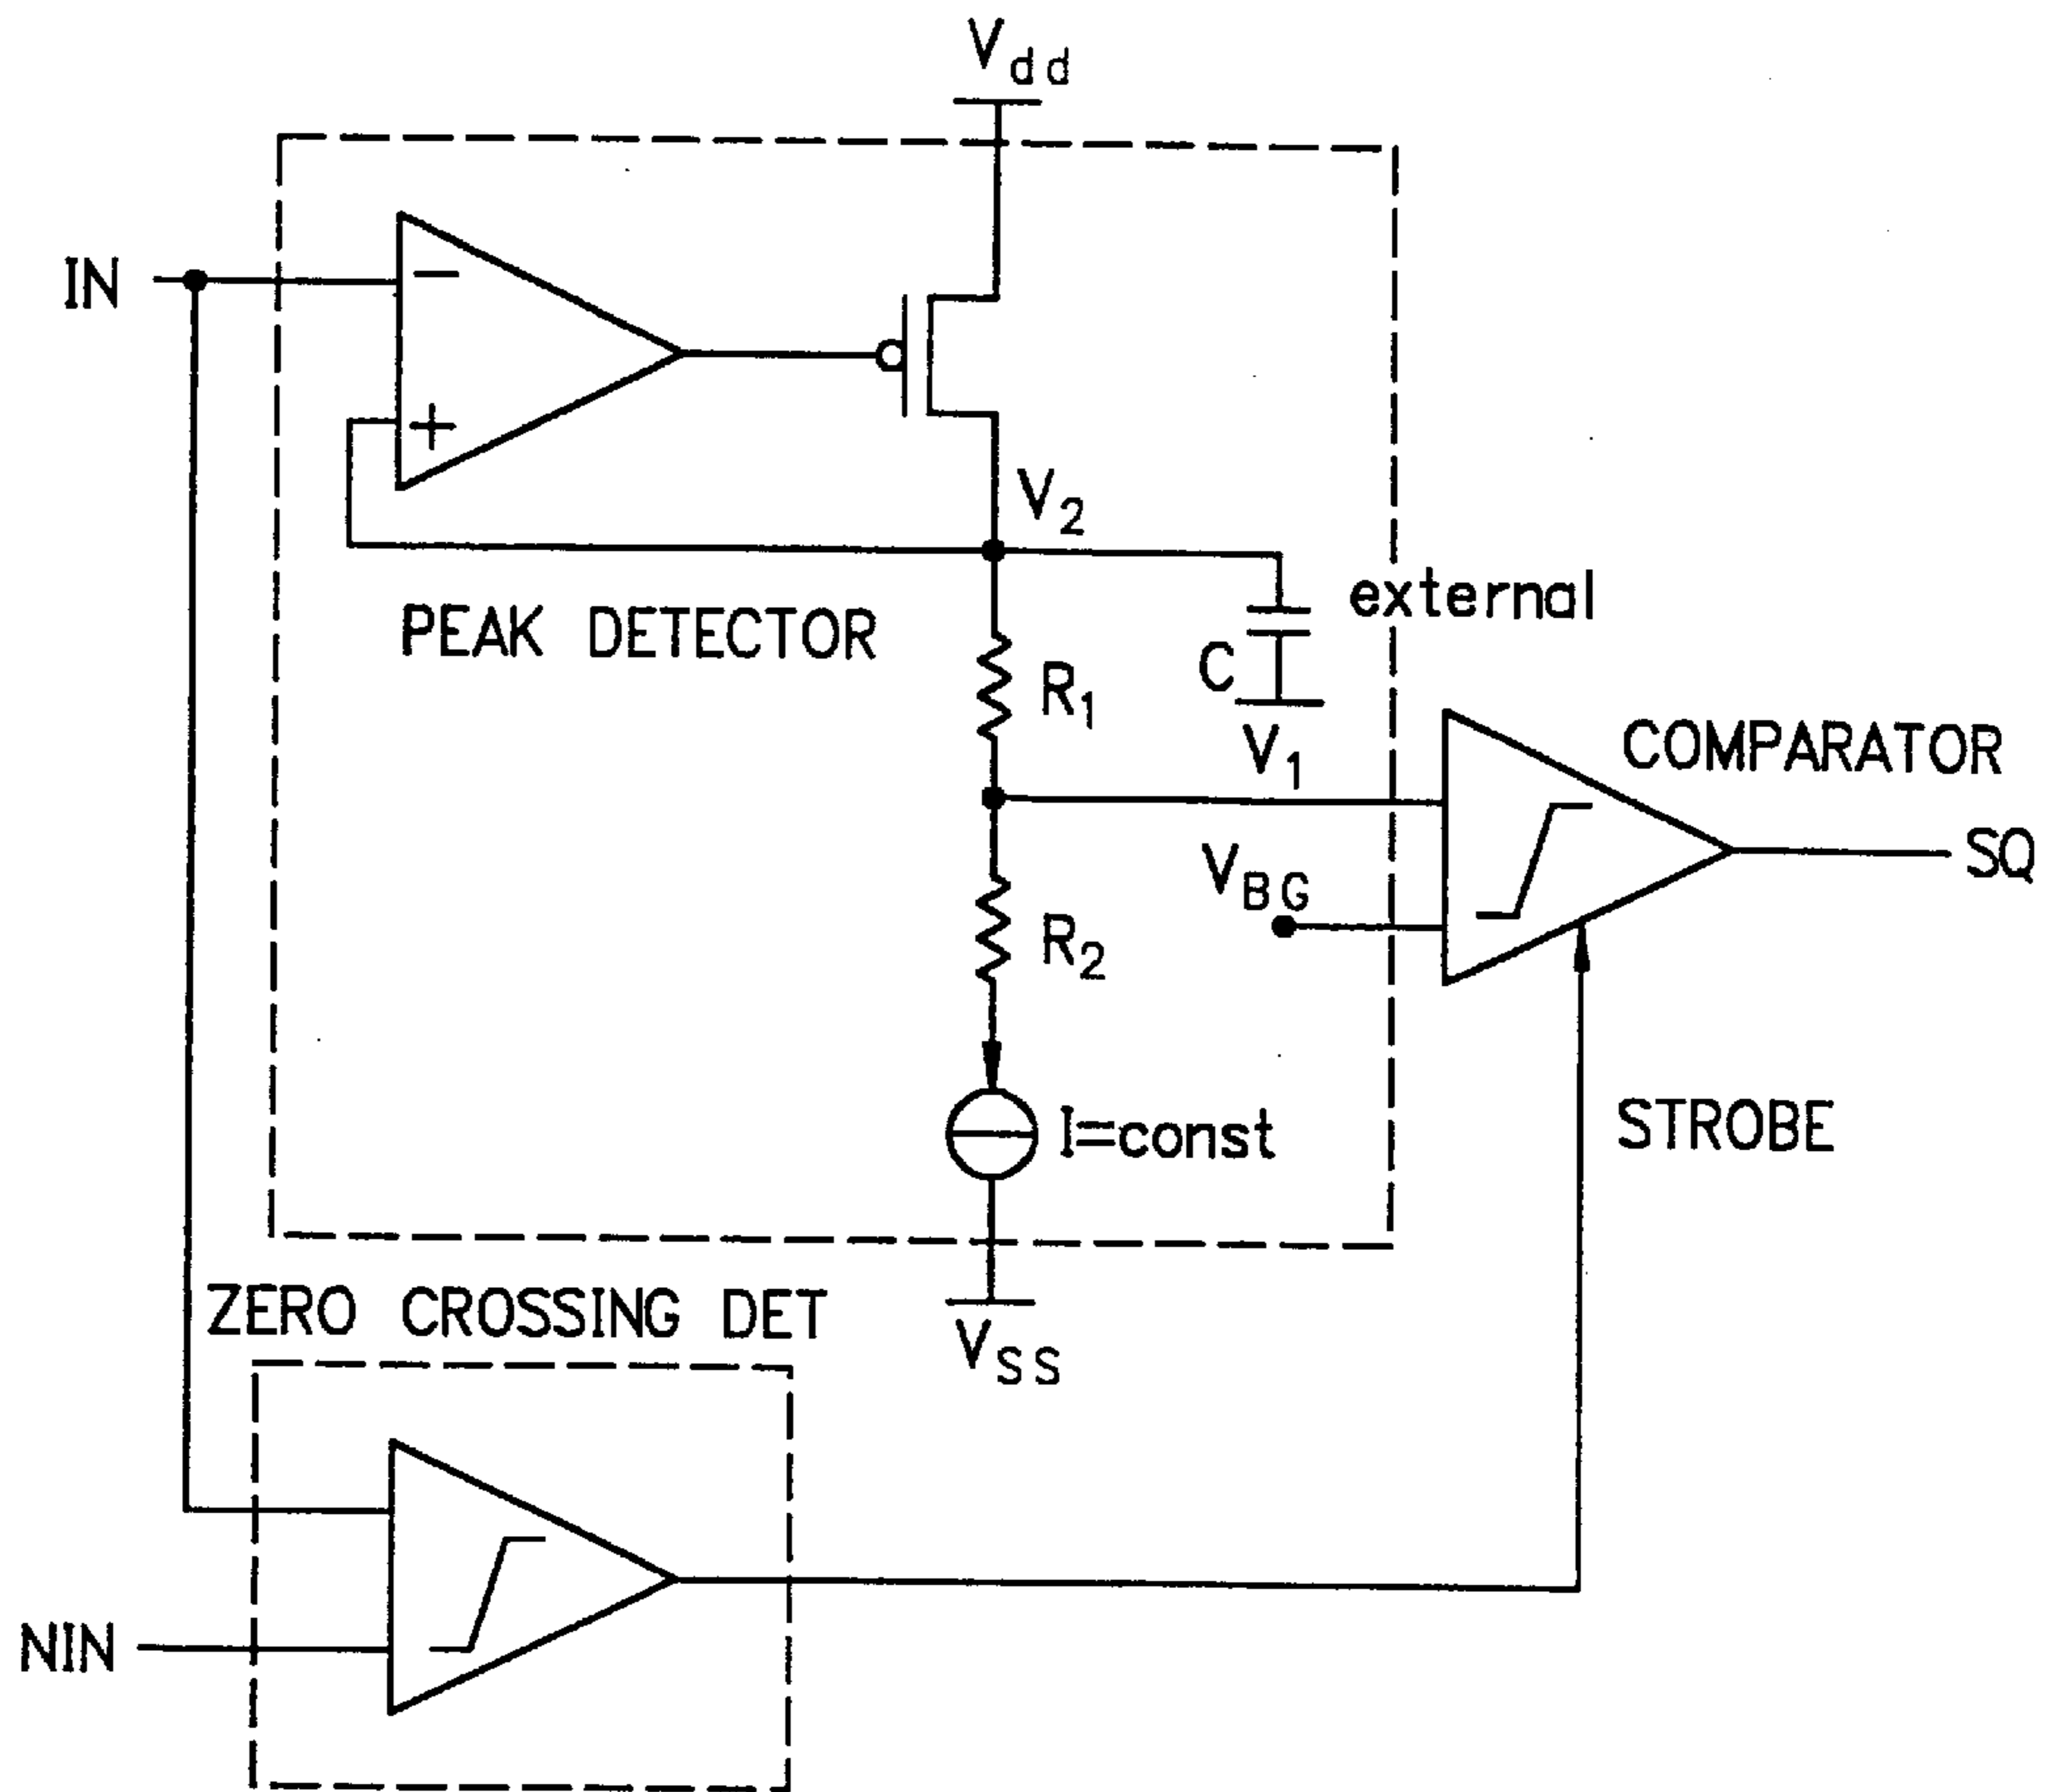 Vdd
IN
−
+
V2
PEAK DETECTOR
external
C
R1
V1
COMPARATOR
VBG
SQ
R2
I=const
STROBE
ZERO CROSSING DET
VSS
NIN